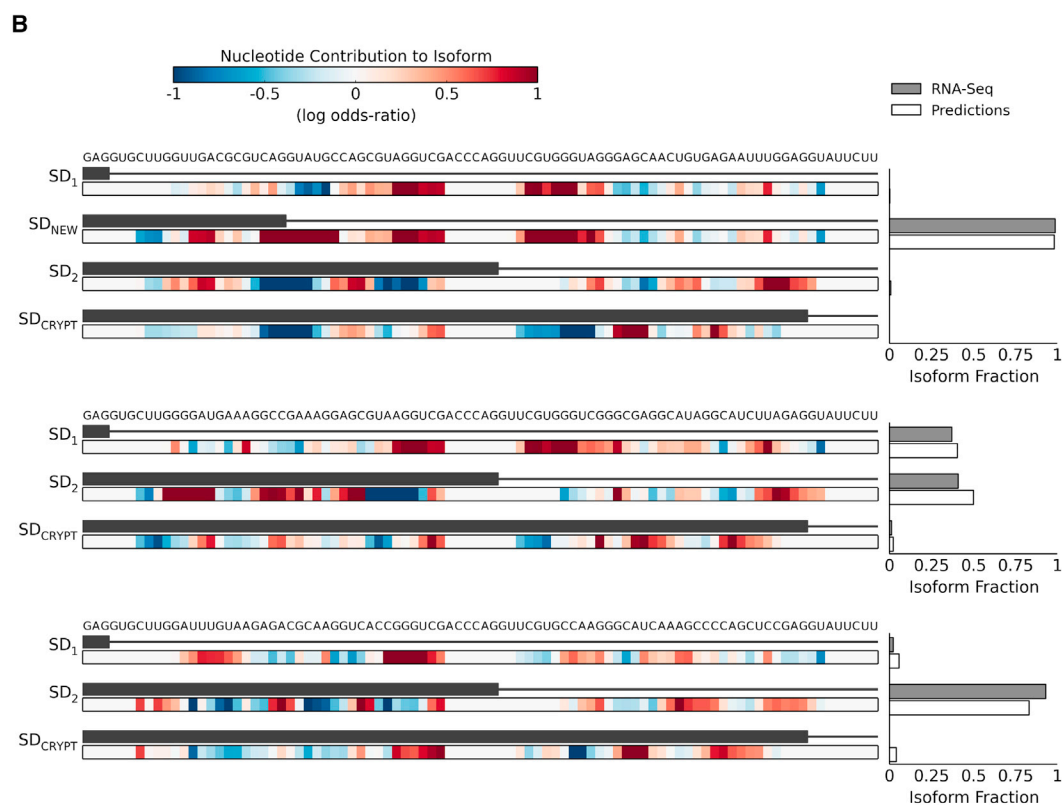 B
Nucleotide Contribution to Isoform
-1 -0.5 0 0.5 1
(log odds-ratio)
RNA-Seq
Predictions
GAGGUGCUUGGUUGACGCGUCAGGUAUGCCAGCGUAGGUCGACCCAGGUUCGUGGGUAGGGAGCAACUGUGAGAAUUUGGAGGUAUUCUU
SD1
SDNEW
SD2
SDCRYPT
0 0.25 0.5 0.75 1
Isoform Fraction
GAGGUGCUUGGGGAUGAAAGGCCGAAAGGAGCGUAAGGUCGACCCAGGUUCGUGGGUCGGGCGAGGCAUAGGCAUCUUAGAGGUAUUCUU
SD1
SD2
SDCRYPT
0 0.25 0.5 0.75 1
Isoform Fraction
GAGGUGCUUGGAUUUGUAAGAGACGCAAGGUCACCGGGUCGACCCAGGUUCGUGCCAAGGGCAUCAAAGCCCCAGCUCCGAGGUAUUCUU
SD1
SD2
SDCRYPT
0 0.25 0.5 0.75 1
Isoform Fraction